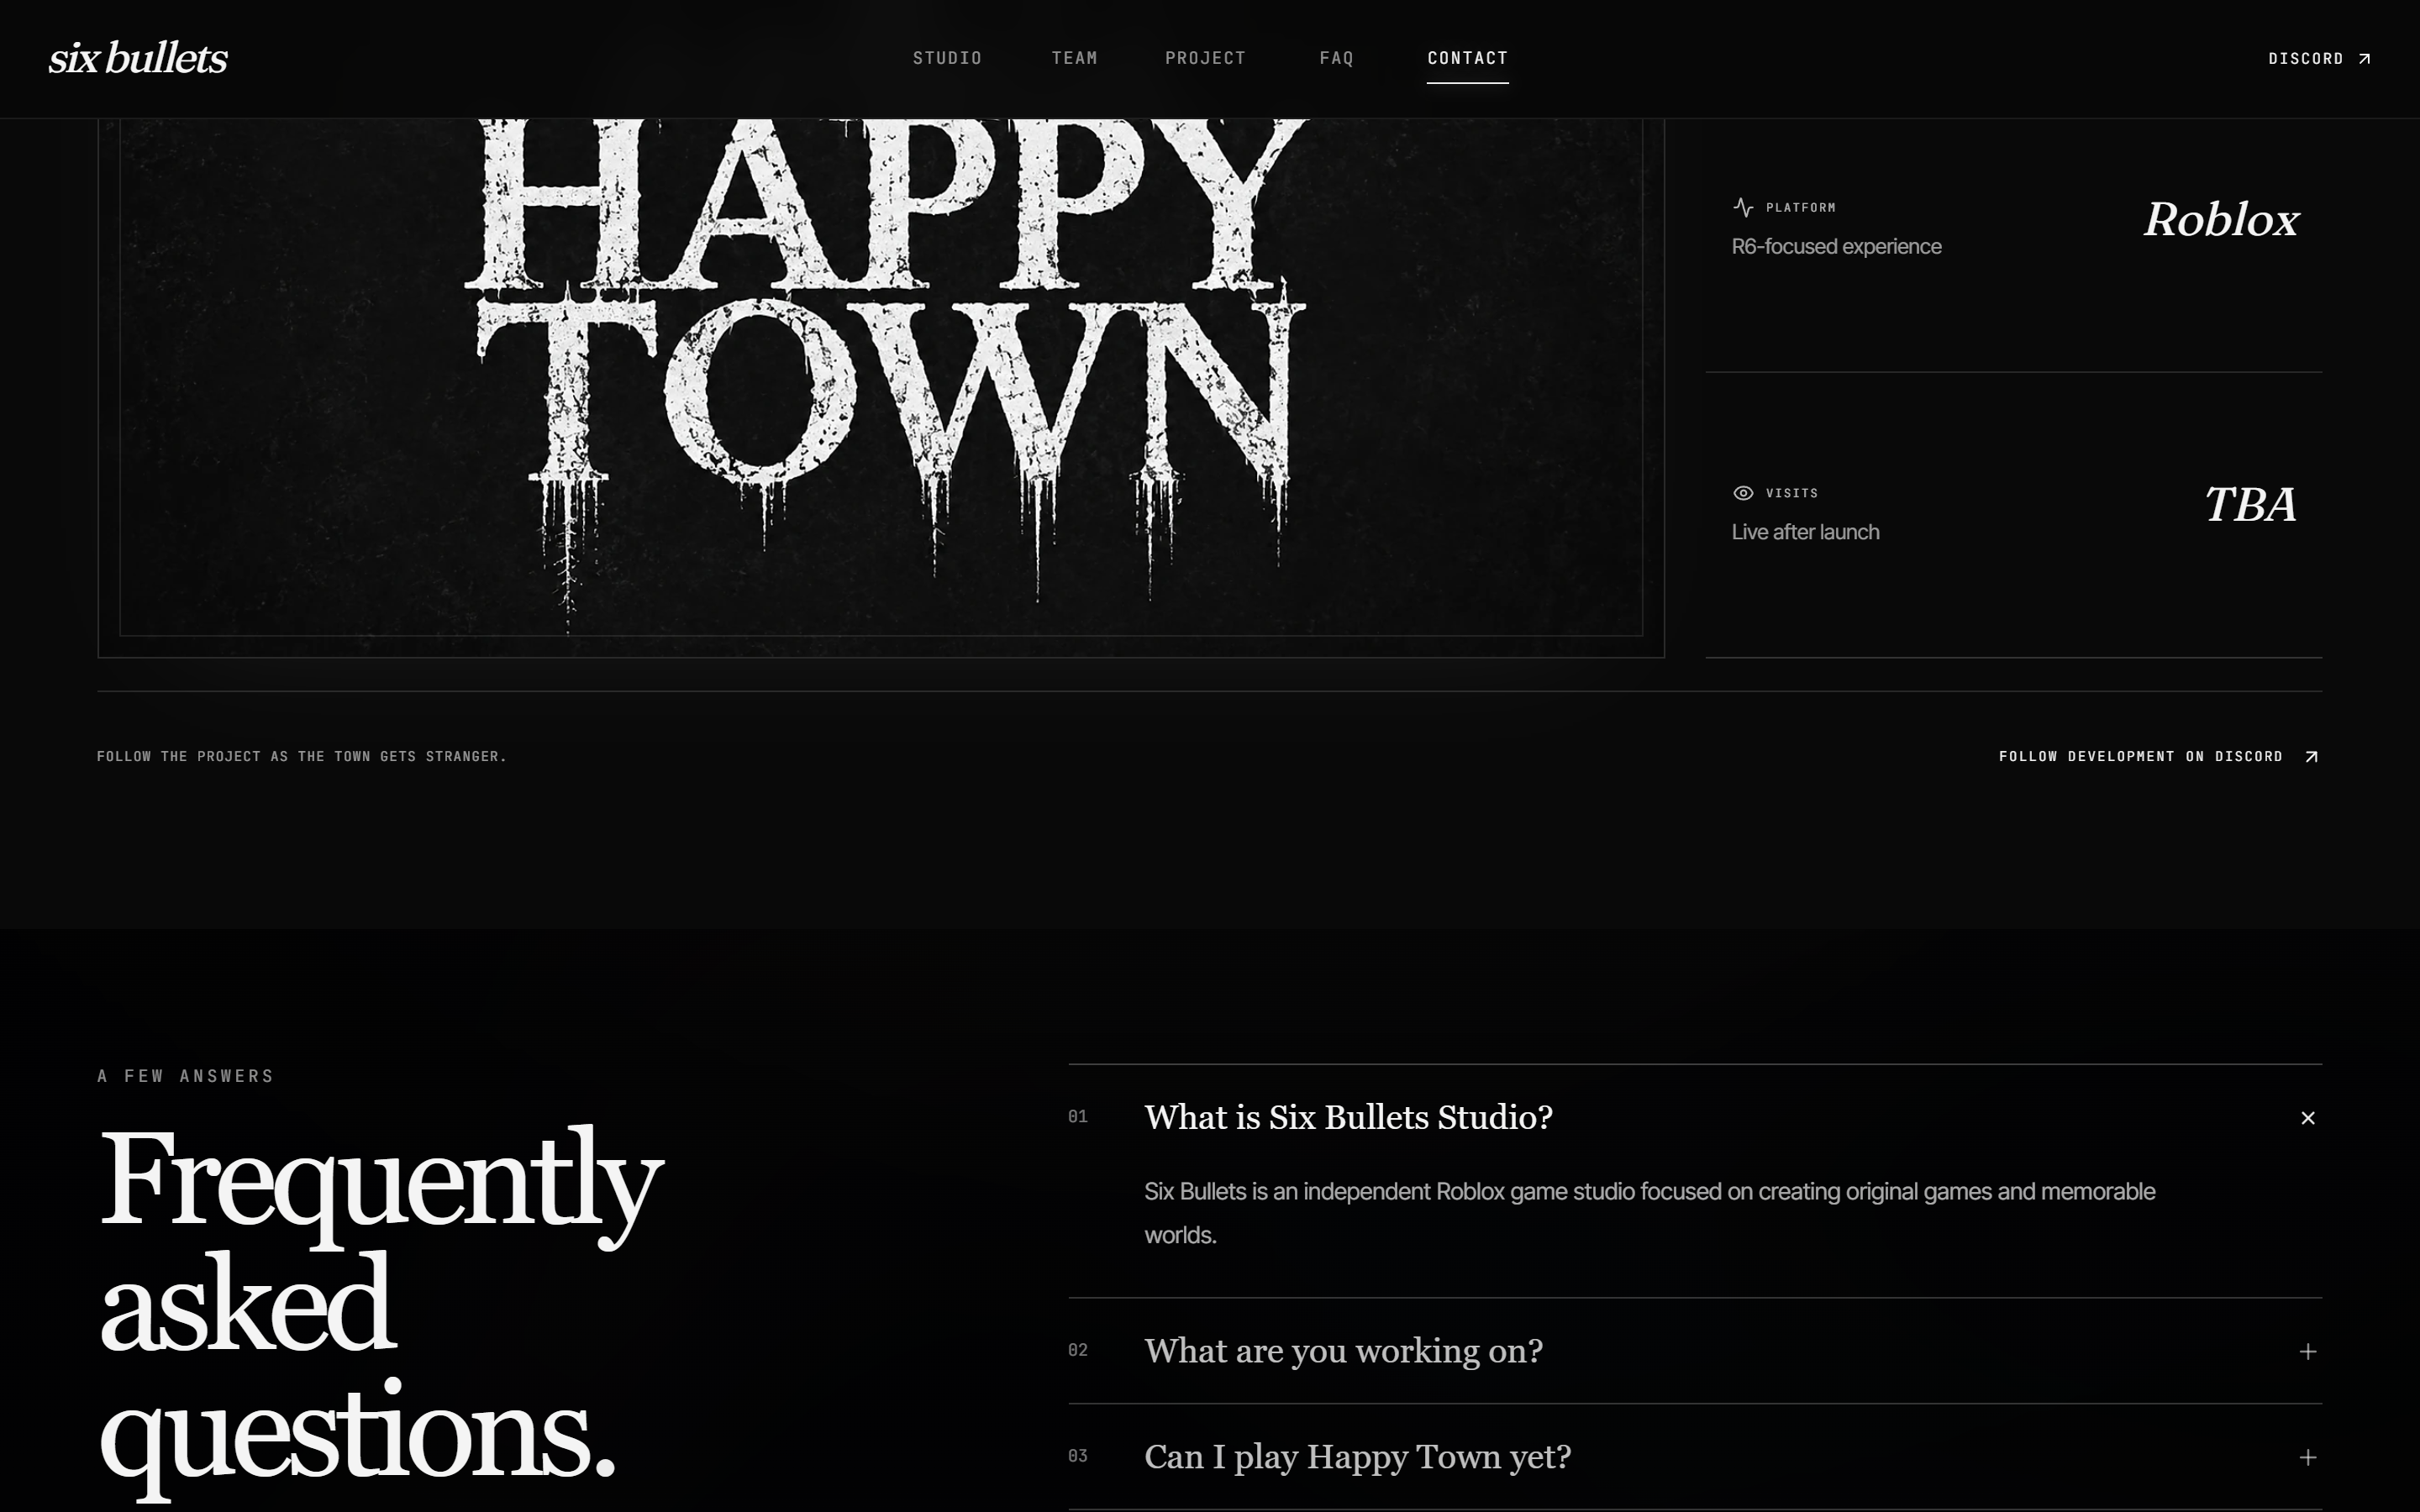 six bullets
STUDIO TEAM PROJECT FAQ CONTACT
DISCORD
HAPPY
TOWN
PLATFORM
R6-focused experience
Roblox
VISITS
Live after launch
TBA
FOLLOW THE PROJECT AS THE TOWN GETS STRANGER.
FOLLOW DEVELOPMENT ON DISCORD
A FEW ANSWERS
Frequently
asked
questions.
01 What is Six Bullets Studio?
Six Bullets is an independent Roblox game studio focused on creating original games and memorable
worlds.
02 What are you working on?
03 Can I play Happy Town yet?